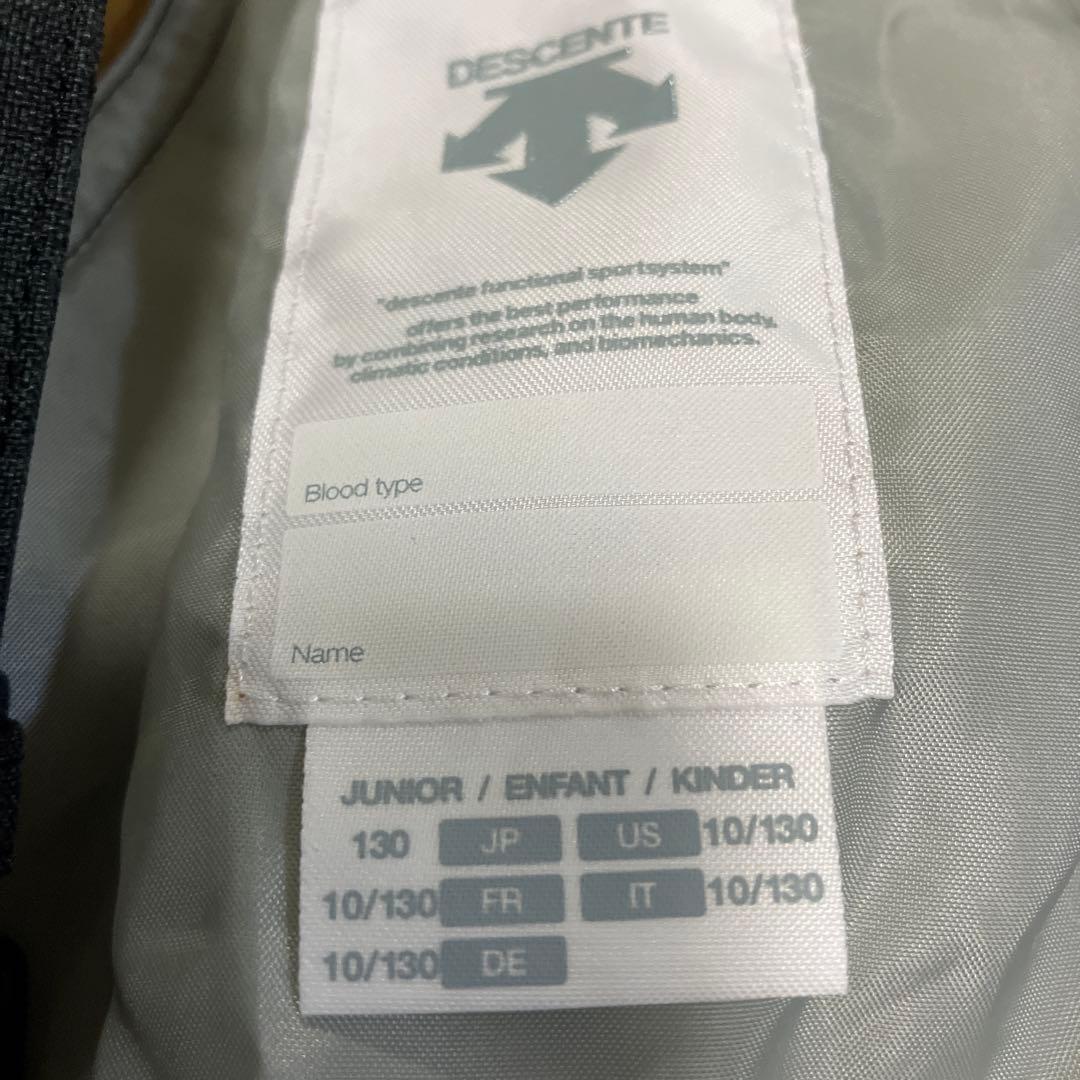 DESCENTE
"descente functional sportsystem"
offers the best performance
by combining research on the human body,
climatic conditions, and biomechanics.
Blood type
Name
JUNIOR / ENFANT / KINDER
130 JP US 10/130
10/130 FR IT 10/130
10/130 DE